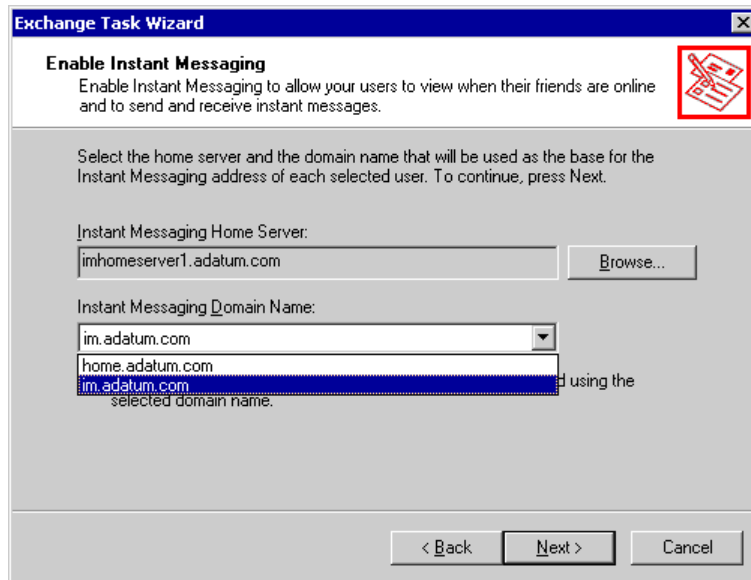 Exchange Task Wizard
Enable Instant Messaging
Enable Instant Messaging to allow your users to view when their friends are online
and to send and receive instant messages.
Select the home server and the domain name that will be used as the base for the
Instant Messaging address of each selected user. To continue, press Next.
Instant Messaging Home Server:
imhomeserver1.adatum.com
Browse...
Instant Messaging Domain Name:
im.adatum.com
home.adatum.com
im.adatum.com
using the
selected domain name.
< Back
Next >
Cancel